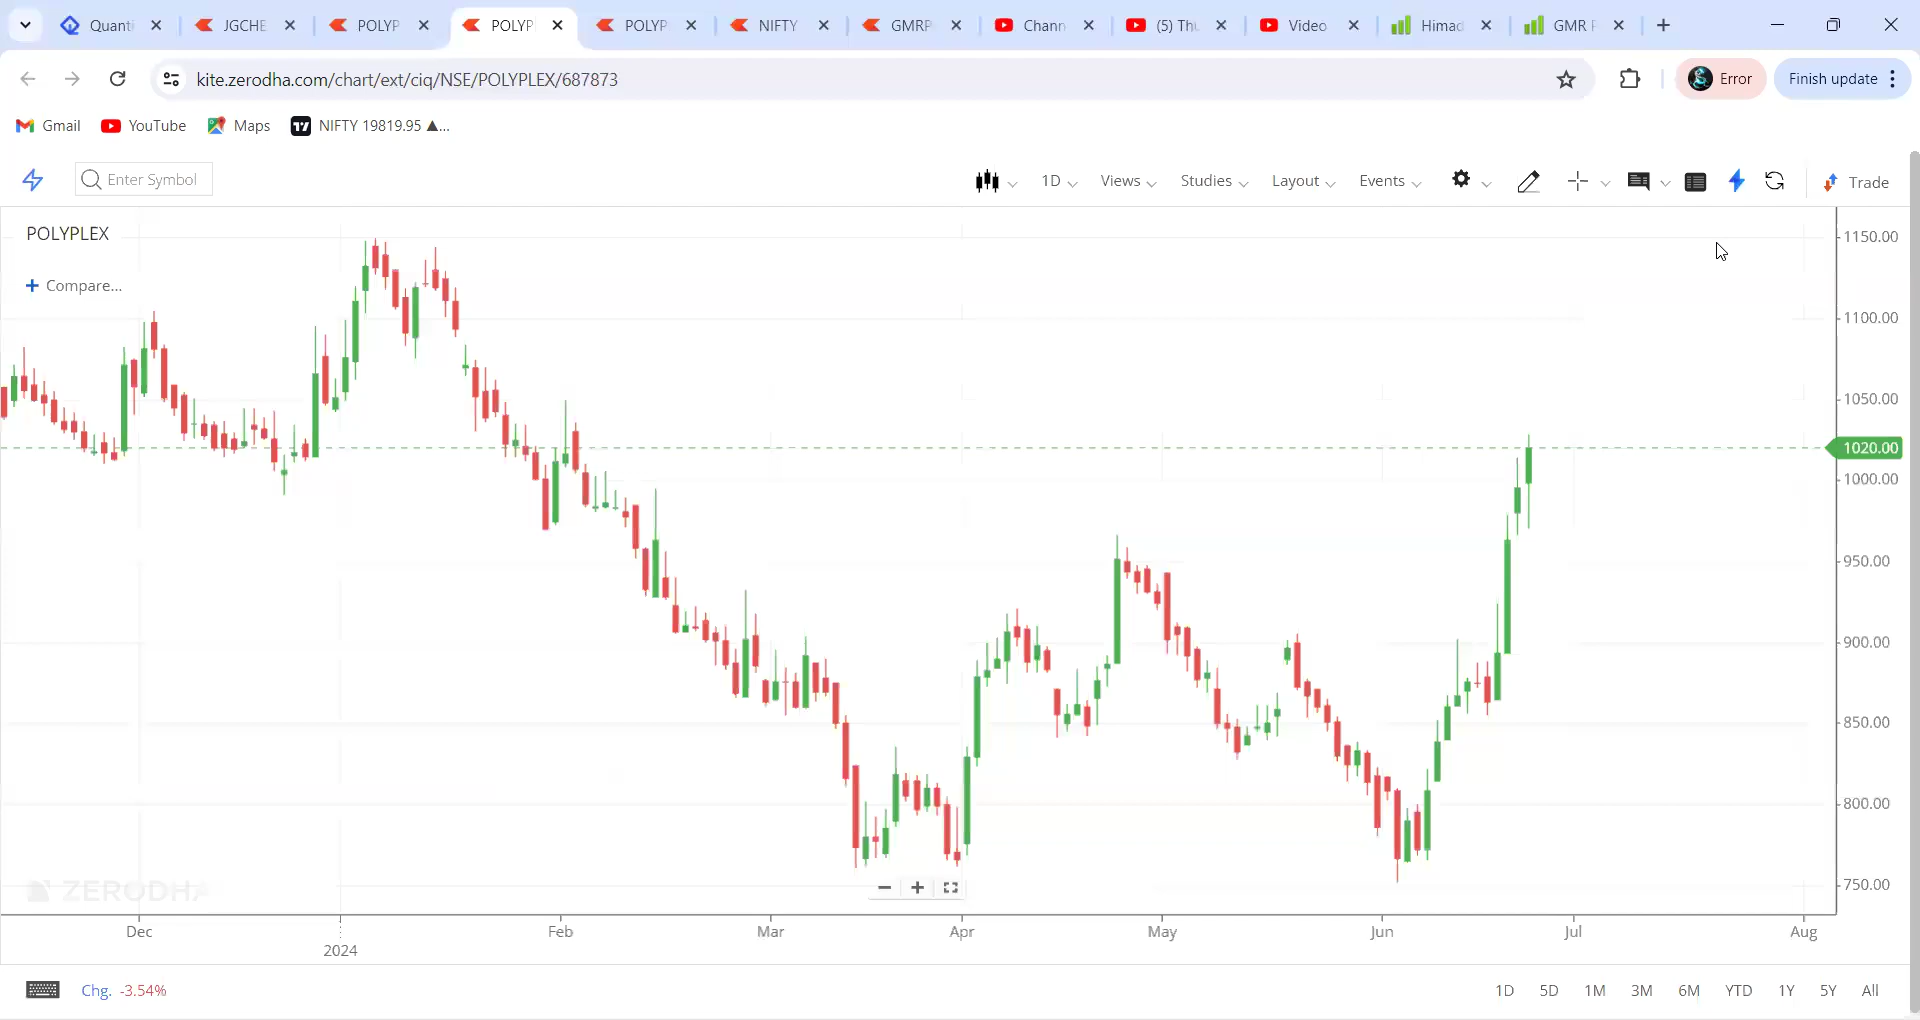 Quanti
JGCHE
POLYP
POLYP
POLYP
NIFTY
GMRP
Chann
(5) Thu
Video
Himad
GMR P
kite.zerodha.com/chart/ext/ciq/NSE/POLYPLEX/687873
Error
Finish update
Gmail
YouTube
Maps
NIFTY 19819.95 ▲...
Enter Symbol
1D
Views
Studies
Layout
Events
Trade
POLYPLEX
+ Compare...
1150.00
1100.00
1050.00
1020.00
1000.00
950.00
900.00
850.00
800.00
750.00
ZERODHA
Dec
2024
Feb
Mar
Apr
May
Jun
Jul
Aug
Chg. -3.54%
1D
5D
1M
3M
6M
YTD
1Y
5Y
All